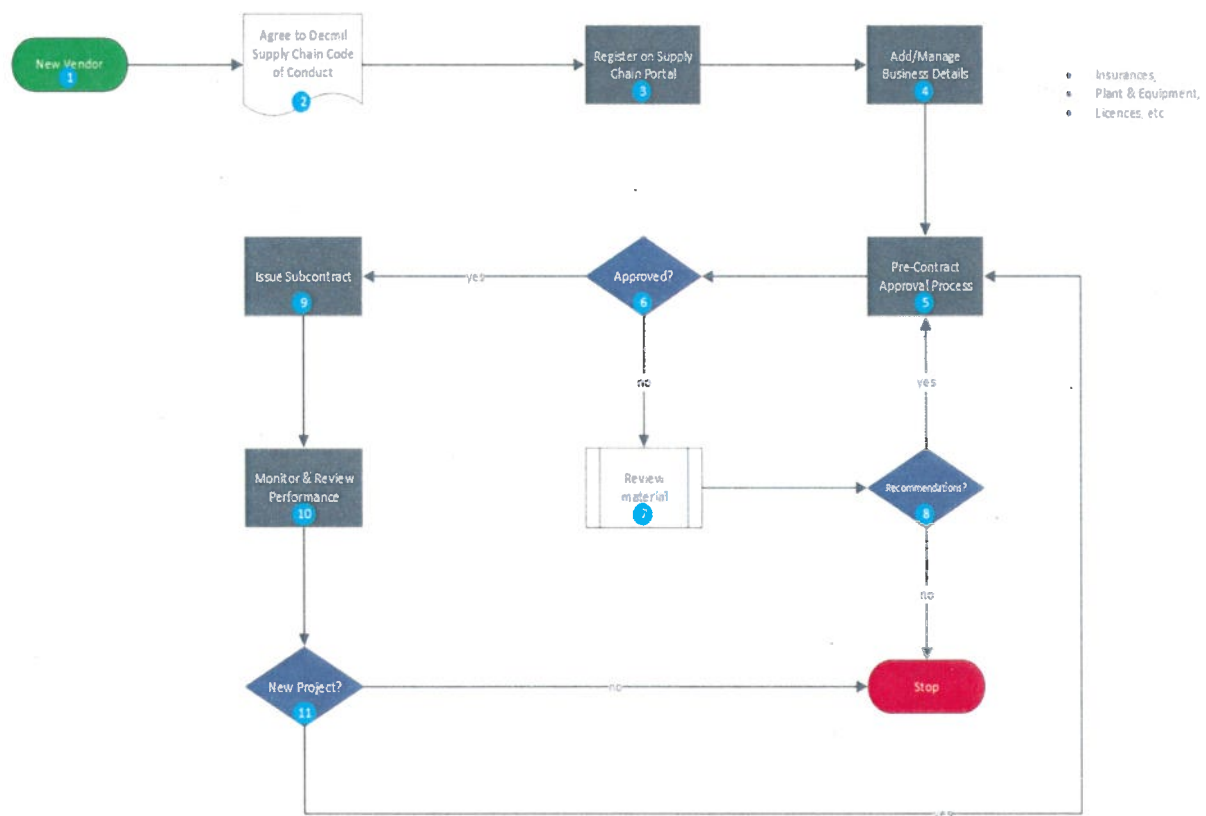 New Vendor
1
Agree to Decmil
Supply Chain Code
of Conduct
2
Register on Supply
Chain Portal
3
Add/Manage
Business Details
4
Insurances,
Plant & Equipment,
Licences, etc
Issue Subcontract
9
yes
Approved?
6
Pre-Contract
Approval Process
5
no
yes
Monitor & Review
Performance
10
Review
material
7
Recommendations?
8
no
New Project?
11
no
Stop
yes